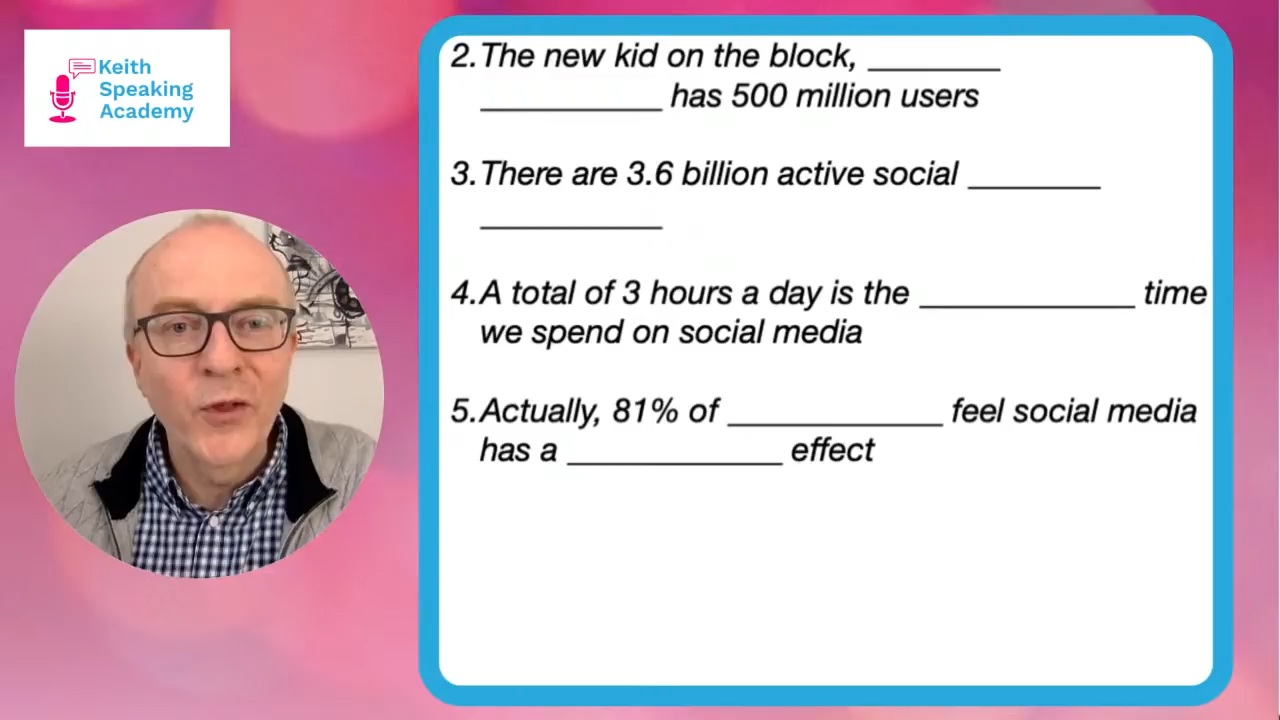 Keith
Speaking
Academy
2. The new kid on the block, ________
___________ has 500 million users
3. There are 3.6 billion active social ________
___________
4. A total of 3 hours a day is the _____________ time
we spend on social media
5. Actually, 81% of _____________ feel social media
has a _____________ effect